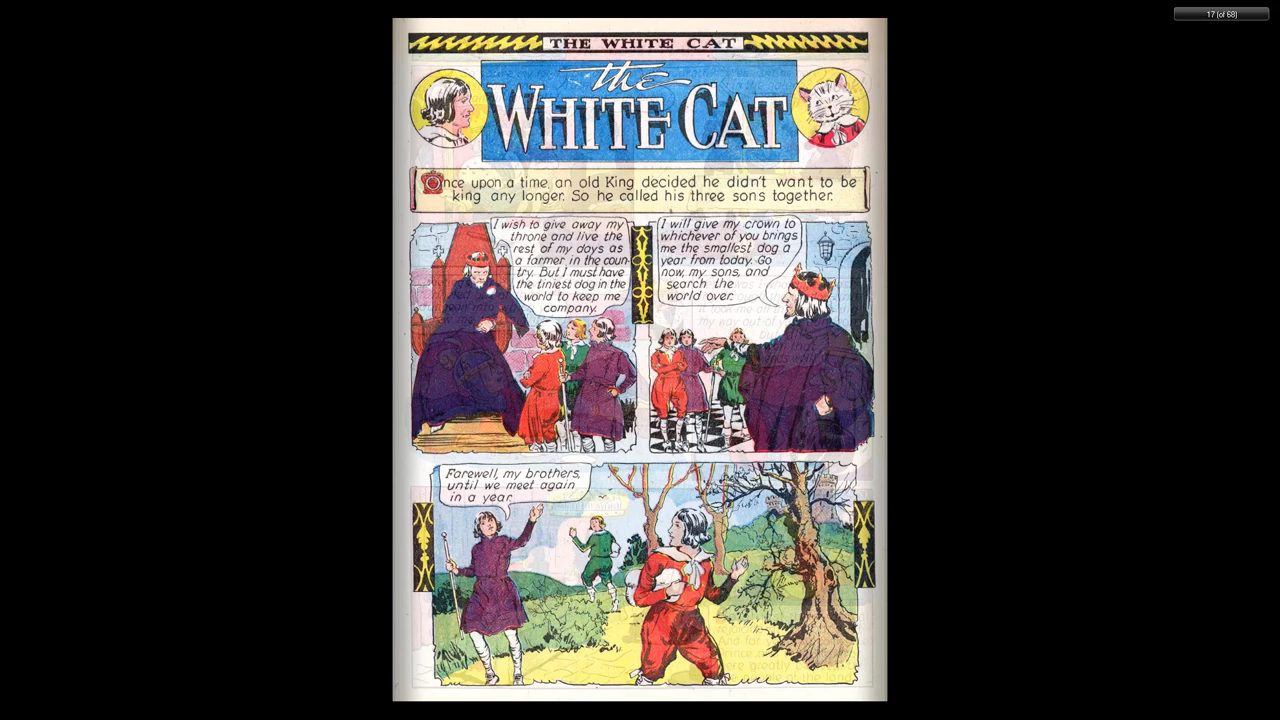 17 (of 68)
THE WHITE CAT
the
WHITE CAT
Once upon a time, an old King decided he didn't want to be
king any longer. So he called his three sons together.
I wish to give away my
throne and live the
rest of my days as
a farmer in the coun-
try. But I must have
the tiniest dog in the
world to keep me
company.
I will give my crown to
whichever of you brings
me the smallest dog a
year from today. Go
now, my sons, and
search the
world over.
Farewell, my brothers,
until we meet again
in a year.